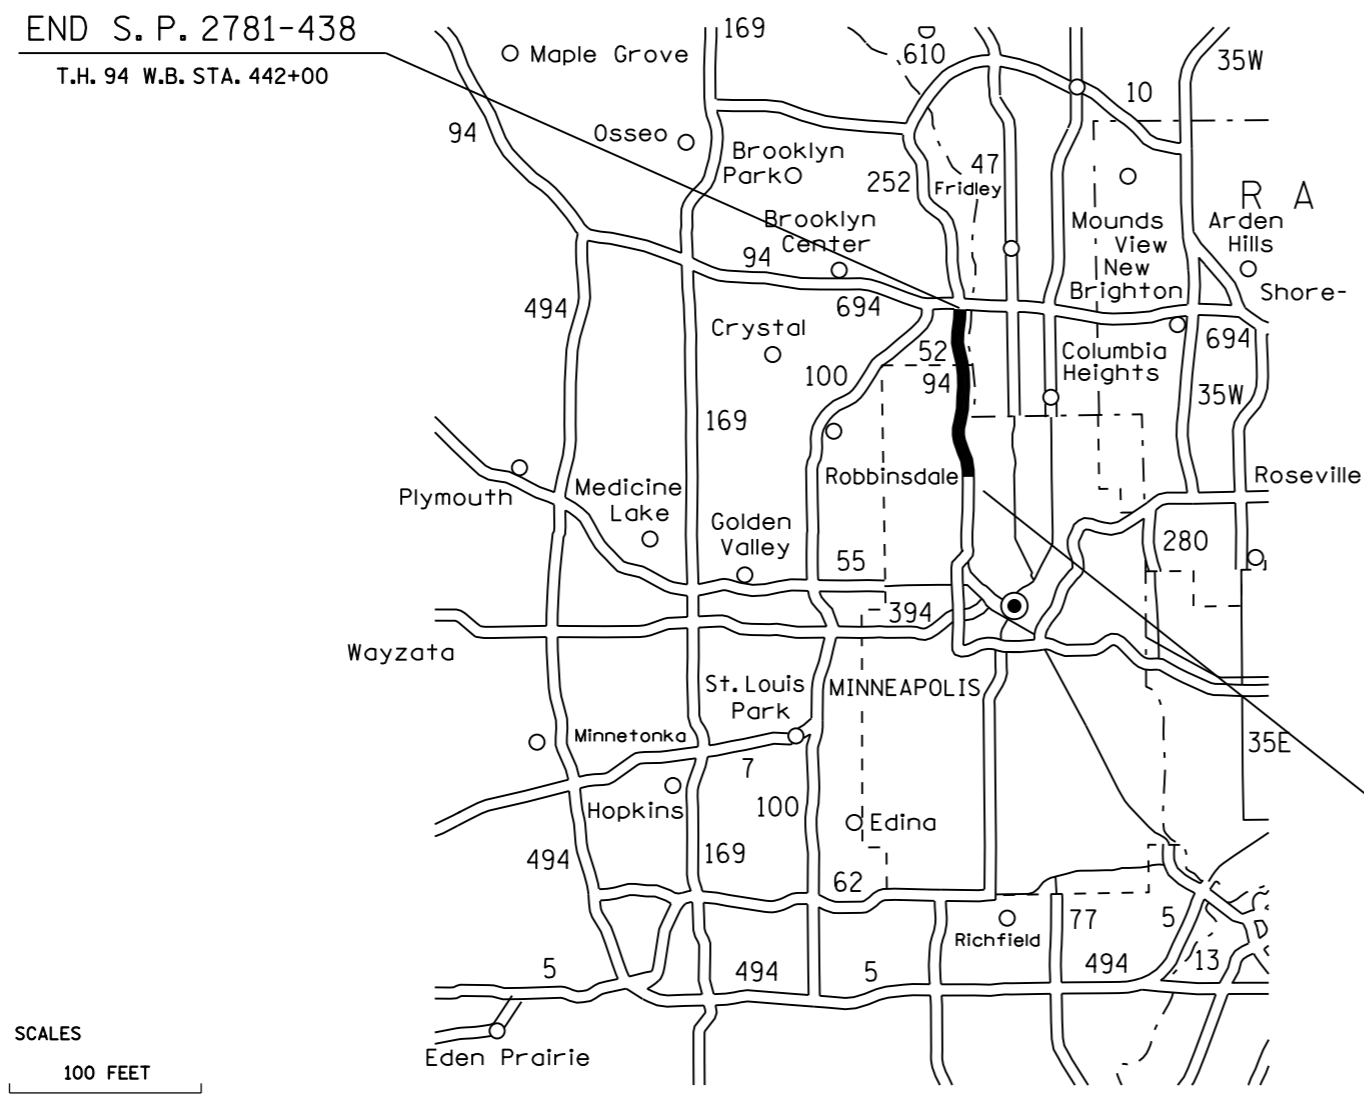 END S. P. 2781-438
T.H. 94 W.B. STA. 442+00
169
Maple Grove
610
35W
10
94
Osseo
Brooklyn
Park
252
47
Fridley
R A
Brooklyn
Center
Mounds
View
Arden
Hills
94
New
Brighton
Shore-
494
694
Crystal
52
Columbia
Heights
694
100
94
35W
169
Robbinsdale
Roseville
Plymouth
Medicine
Lake
Golden
Valley
55
280
394
Wayzata
St. Louis
Park
MINNEAPOLIS
Minnetonka
35E
7
Hopkins
100
Edina
494
169
62
77
5
Richfield
5
494
5
494
13
SCALES
Eden Prairie
100 FEET